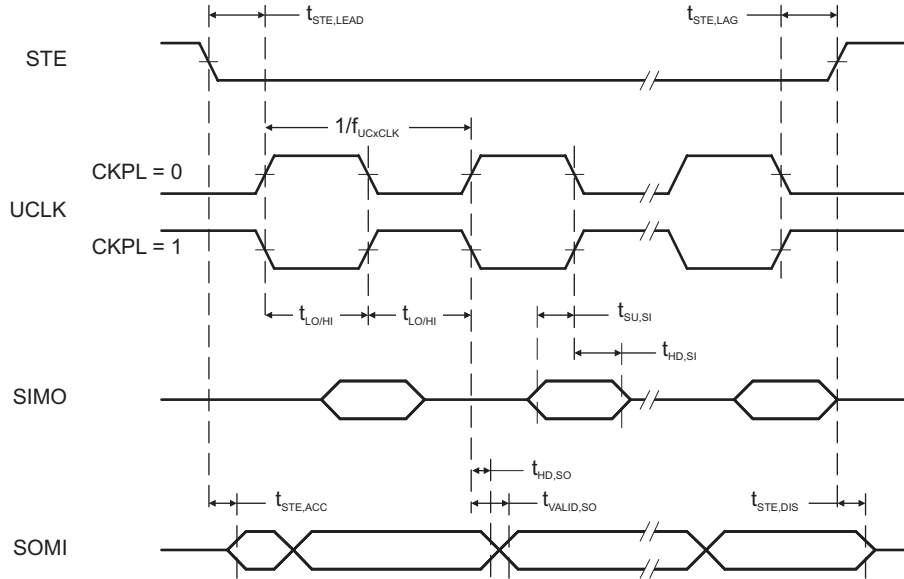 tSTE,LEAD
tSTE,LAG
STE
1/fUCxCLK
CKPL = 0
UCLK
CKPL = 1
tLO/HI
tLO/HI
tSU,SI
tHD,SI
SIMO
tHD,SO
tSTE,ACC
tVALID,SO
tSTE,DIS
SOMI